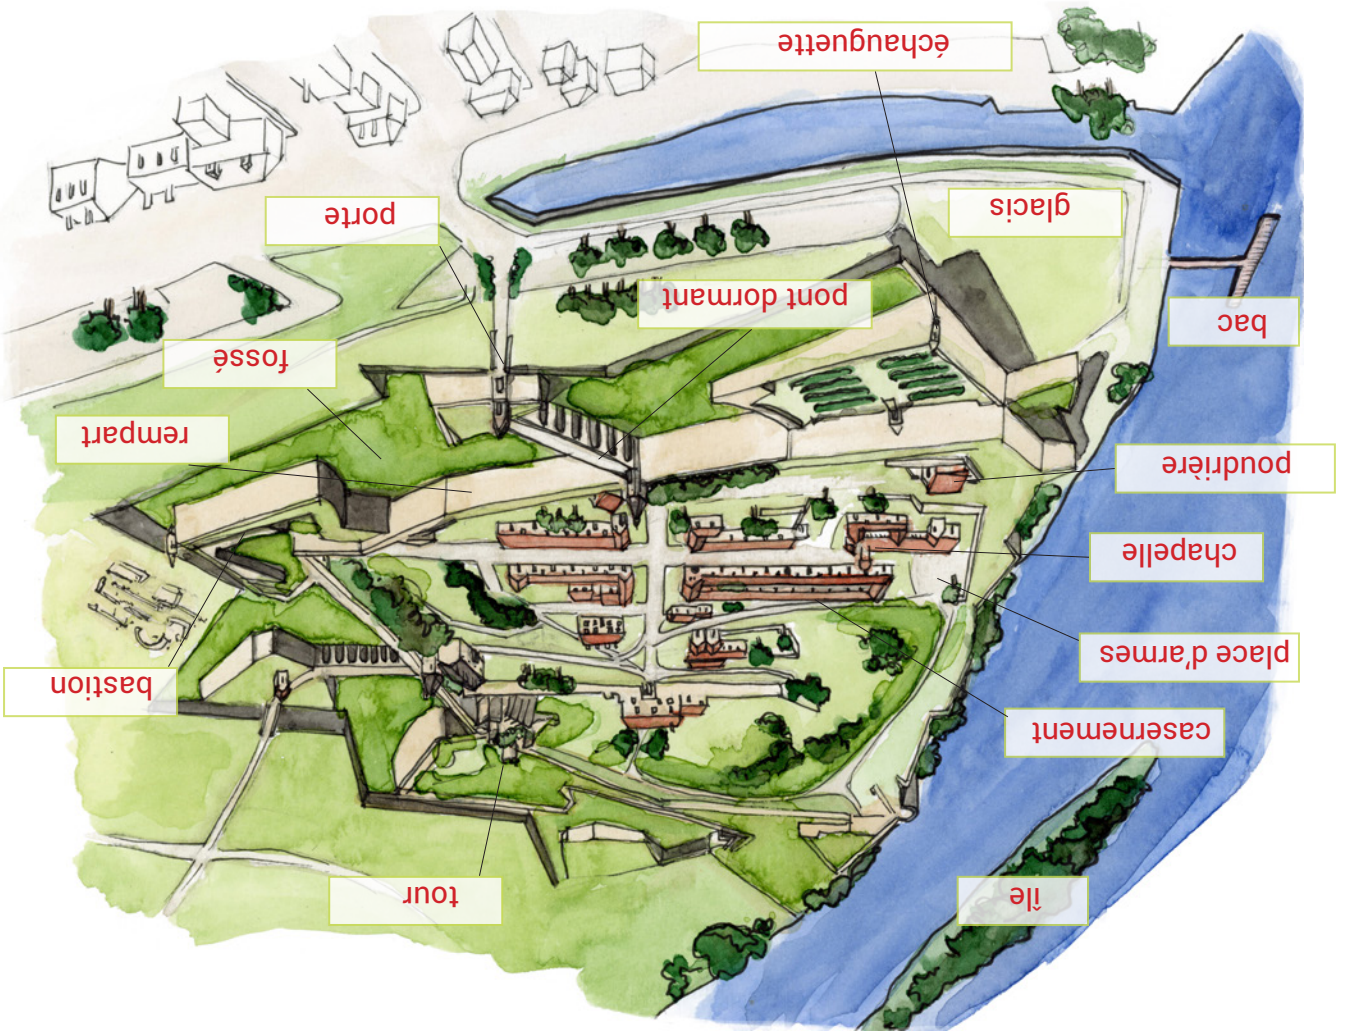 île
tour
casernement
bastion
place d'armes
chapelle
poudrière
rempart
fossé
bac
pont dormant
porte
glacis
échauguette